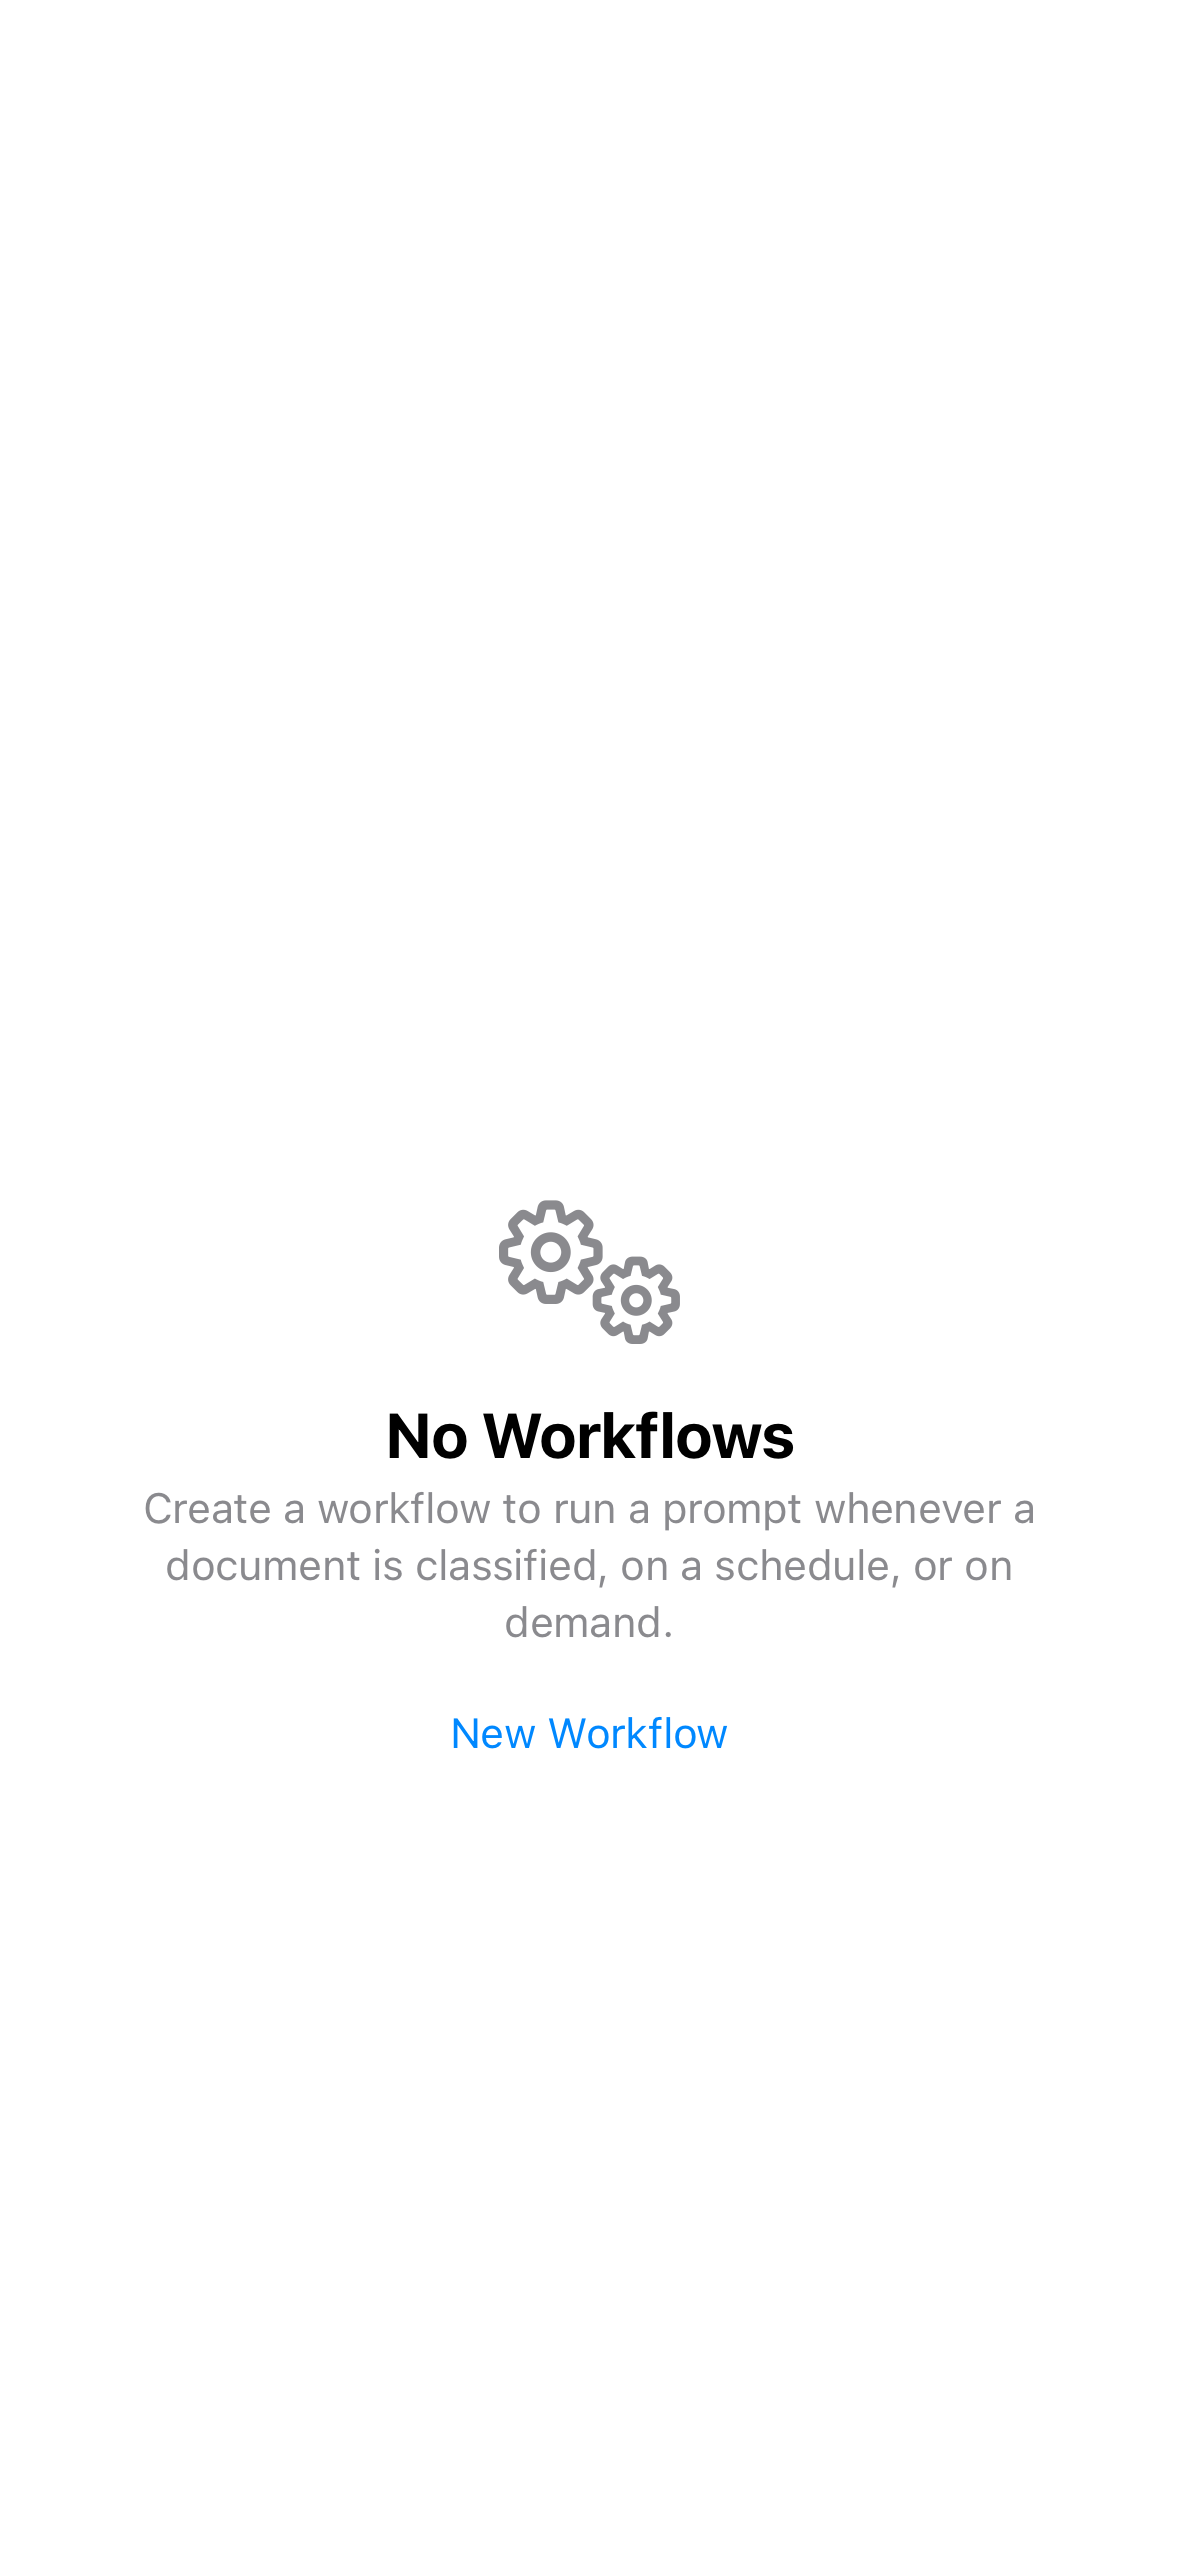 No Workflows
Create a workflow to run a prompt whenever a
document is classified, on a schedule, or on
demand.
New Workflow